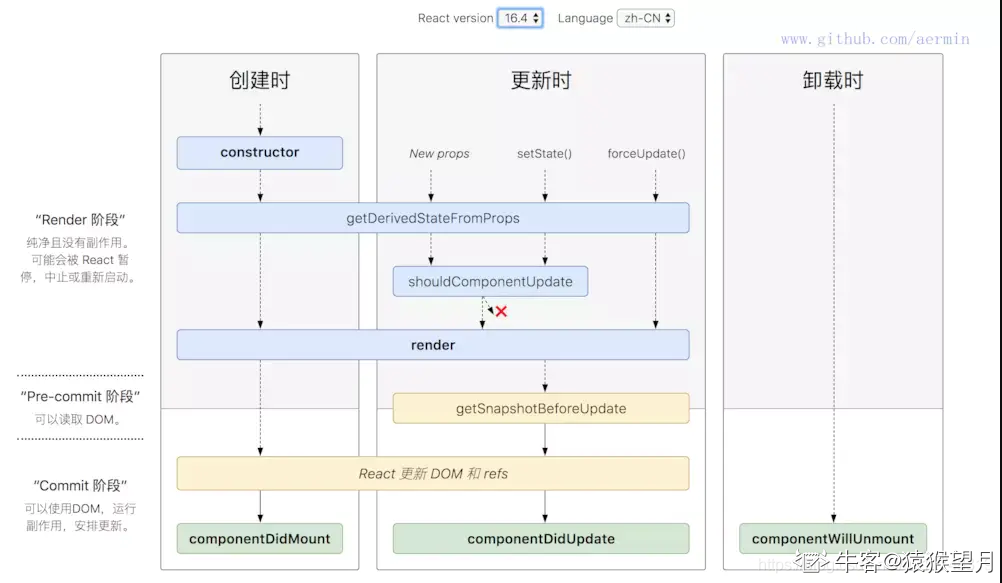 React version 16.4 Language zh-CN
www.github.com/aermin
创建时
更新时
卸载时
constructor
New props
setState()
forceUpdate()
“Render 阶段”
纯净且没有副作用。
可能会被 React 暂
停，中止或重新启动。
getDerivedStateFromProps
shouldComponentUpdate
render
“Pre-commit 阶段”
可以读取 DOM。
getSnapshotBeforeUpdate
“Commit 阶段”
可以使用DOM，运行
副作用，安排更新。
React 更新 DOM 和 refs
componentDidMount
componentDidUpdate
componentWillUnmount
牛客@猿猴望月